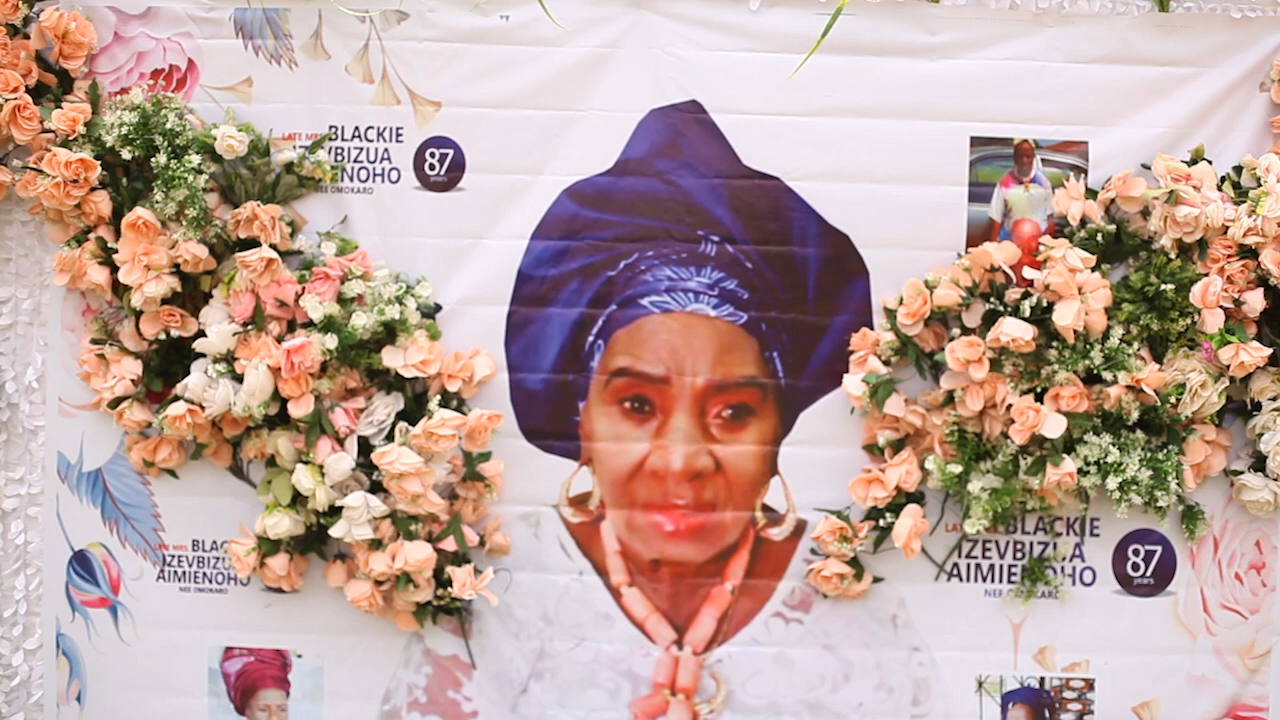 LATE MRS. BLACKIE
IZEVBIZUA
AIMIENOHO
NEE OMOKARO
87
years
LATE MRS. BLACKIE
IZEVBIZUA
AIMIENOHO
NEE OMOKARO
LATE MRS. BLACKIE
IZEVBIZUA
AIMIENOHO
NEE OMOKARO
87
years